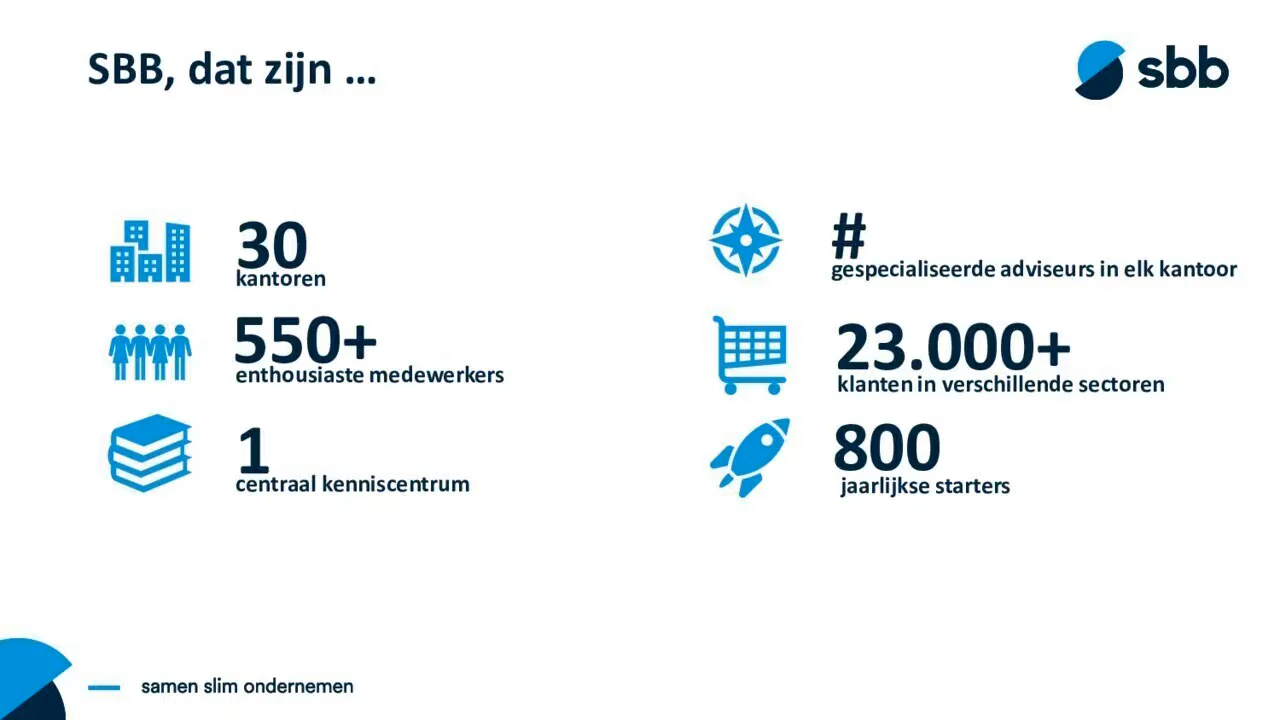 SBB, dat zijn ...
sbb
30
kantoren
550+
enthousiaste medewerkers
1
centraal kenniscentrum
#
gespecialiseerde adviseurs in elk kantoor
23.000+
klanten in verschillende sectoren
800
jaarlijkse starters
samen slim ondernemen